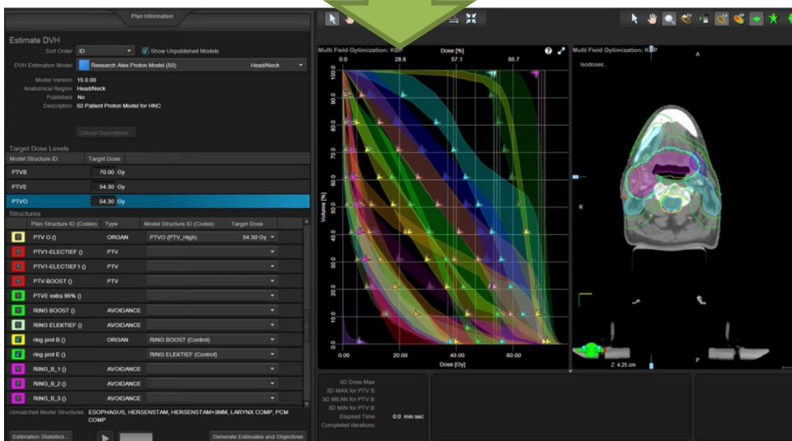 Plan Information
Estimate DVH
Sort Order ID Show Unpublished Models
DVH Estimation Model Research Alex Proton Model (50) Head/Neck
Model Version 15.0.00
Anatomical Region Head/Neck
Published No
Description 50 Patient Proton Model for HNC
Clinical Description...
Target Dose Levels
Model Structure ID Target Dose
PTVB 70.00 Gy
PTVE 54.30 Gy
PTVO 54.30 Gy
Structures
Plan Structure ID (Codes) Type Model Structure ID (Codes) Target Dose
PTV O () ORGAN PTVO (PTV_High) 54.30 Gy
PTV1-ELECTIEF () PTV
PTV1-ELECTIEF1 () PTV
PTV-BOOST () PTV
PTVE extra 95% ()
RING BOOST () AVOIDANCE
RING ELEKTIEF () AVOIDANCE
ring prol B () ORGAN RING BOOST (Control)
ring prol E () RING ELEKTIEF (Control)
RING_B_1 () AVOIDANCE
RING_B_2 () AVOIDANCE
RING_B_3 () AVOIDANCE
Unmatched Model Structures ESOPHAGUS, HERSENSTAM, HERSENSTAM+3MM, LARYNX COMP, PCM
COMP
Estimation Statistics... Generate Estimates and Objectives
Multi Field Optimization:
Dose [%]
0.0 28.6 57.1 85.7
Volume [%]
100.0
90.0
80.0
70.0
60.0
50.0
40.0
30.0
20.0
10.0
0.0
0.00 20.00 40.00 60.00
Dose [Gy]
3D Dose Max
3D MAX for PTV B
3D MEAN for PTV B
3D MIN for PTV B
Elapsed Time 0:0 min:sec
Completed Iterations
Multi Field Optimization:
Isodoses...
A
R
P
Z: 4.25 cm